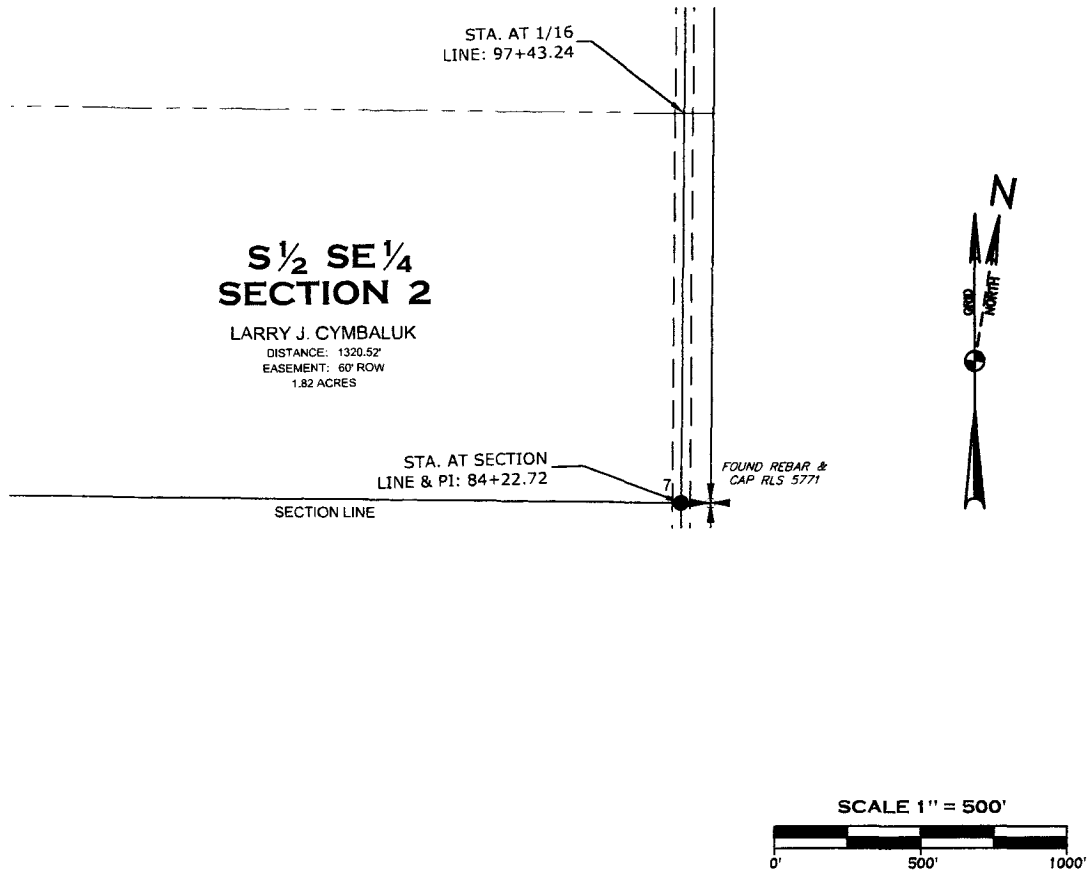 STA. AT 1/16
LINE: 97+43.24
N
GRID
NORTH
S½ SE¼
SECTION 2
LARRY J. CYMBALUK
DISTANCE: 1320.52'
EASEMENT: 60' ROW
1.82 ACRES
STA. AT SECTION
LINE & PI: 84+22.72
7
FOUND REBAR &
CAP RLS 5771
SECTION LINE
SCALE 1" = 500'
0' 500' 1000'